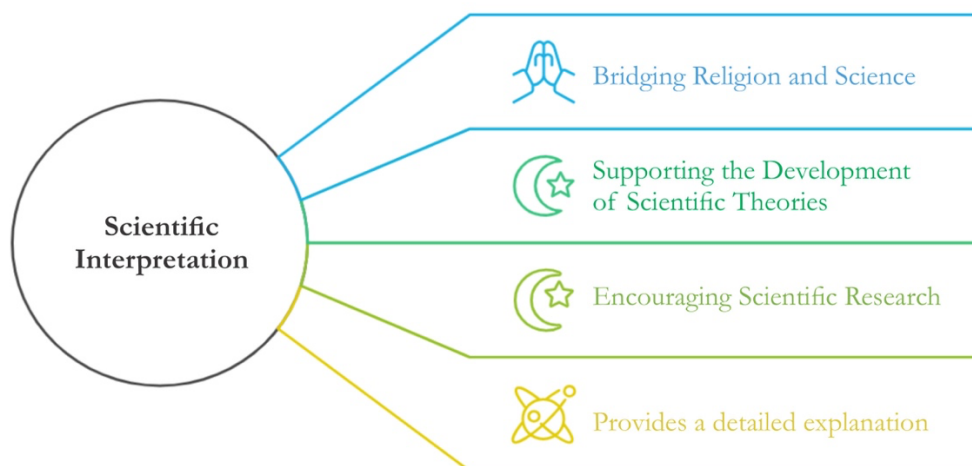 Scientific
Interpretation
Bridging Religion and Science
Supporting the Development
of Scientific Theories
Encouraging Scientific Research
Provides a detailed explanation